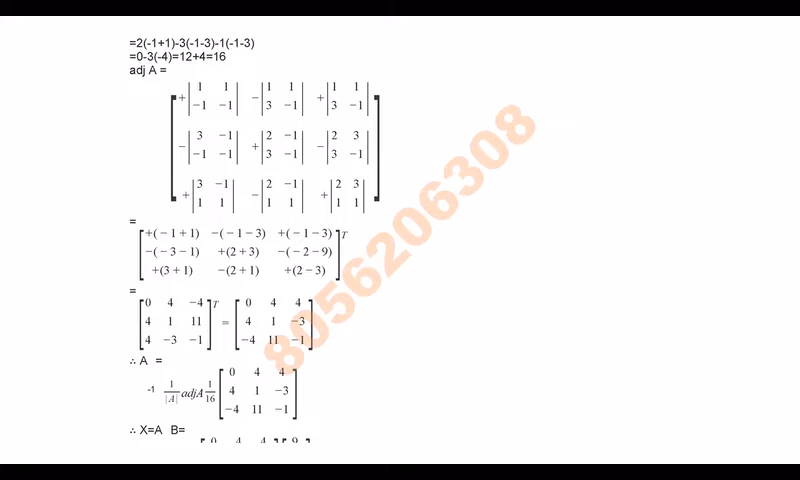 =2(-1+1)-3(-1-3)-1(-1-3)
=0-3(-4)=12+4=16
adj A =
+| 1 1 | −| 1 1 | +| 1 1 |
| −1 −1 | | 3 −1 | | 3 −1 |
−| 3 −1 | +| 2 −1 | −| 2 3 |
| −1 −1 | | 3 −1 | | 3 −1 |
+| 3 −1 | −| 2 −1 | +| 2 3 |
| 1 1 | | 1 1 | | 1 1 |
=
[ +(−1+1) −(−1−3) +(−1−3) ] T
−(−3−1) +(2+3) −(−2−9)
+(3+1) −(2+1) +(2−3)
=
[ 0 4 −4 ] T [ 0 4 4 ]
4 1 11 = 4 1 −3
4 −3 −1 −4 11 −1
∴ A =
0 4 4
-1 1/|A| adjA 1/16 [ 4 1 −3 ]
−4 11 −1
∴ X=A B=
[ 0 4 4 ] [ 9 ]
8056206308